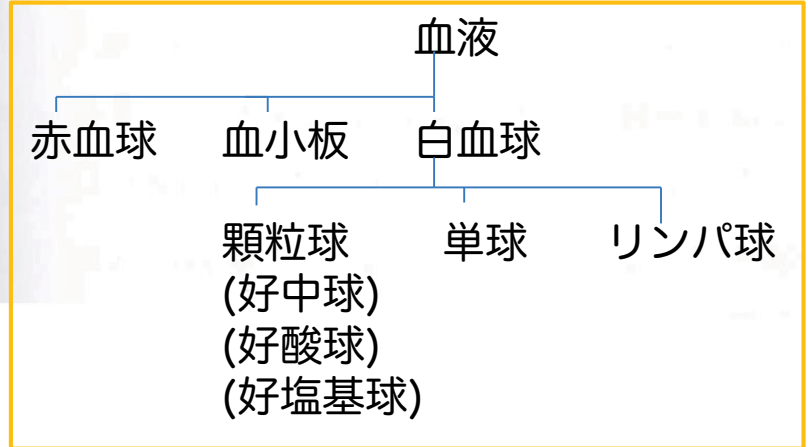 血液
赤血球 血小板 白血球
顆粒球 単球 リンパ球
(好中球)
(好酸球)
(好塩基球)